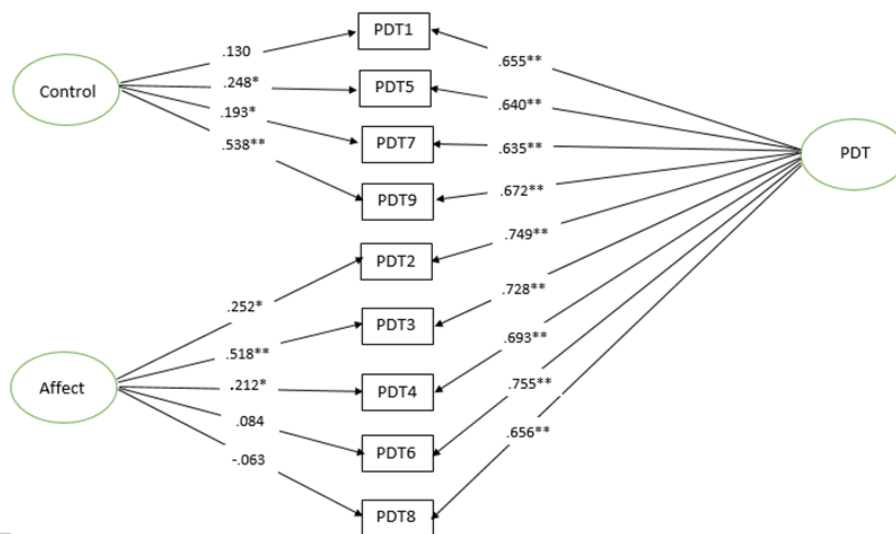 PDT1
.130
.655**
.248*
PDT5
Control
.640**
.193*
PDT7
.635**
PDT
.538**
.672**
PDT9
.749**
PDT2
.252*
.728**
PDT3
.693**
.518**
.212*
Affect
PDT4
.755**
.084
.656**
PDT6
-.063
PDT8